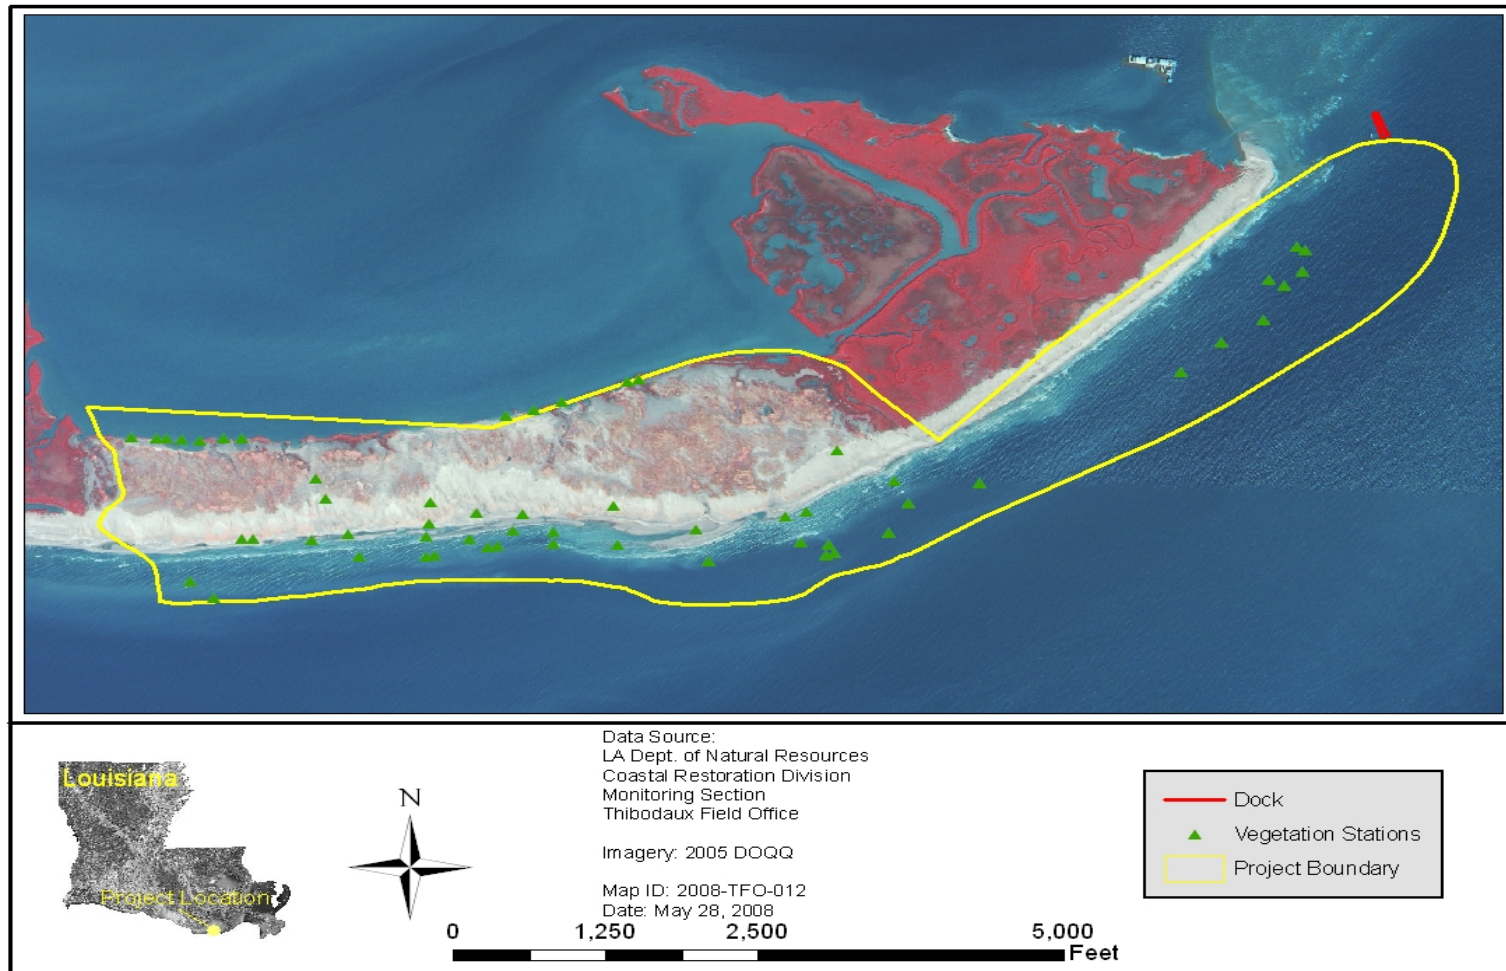 Louisiana
Project Location
N
Data Source:
LA Dept. of Natural Resources
Coastal Restoration Division
Monitoring Section
Thibodaux Field Office
Imagery: 2005 DOQQ
Map ID: 2008-TFO-012
Date: May 28, 2008
0 1,250 2,500 5,000
Feet
Dock
Vegetation Stations
Project Boundary